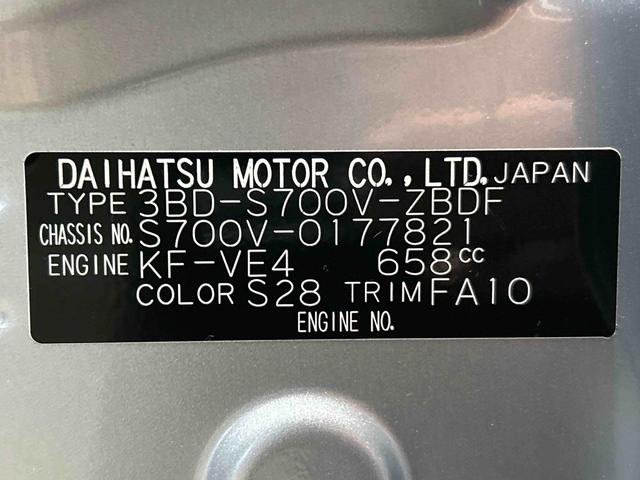 DAIHATSU MOTOR CO.,LTD. JAPAN
TYPE 3BD-S700V-ZBDF
CHASSIS NO. S700V-0177821
ENGINE KF-VE4 658cc
COLOR S28 TRIM FA10
ENGINE NO.